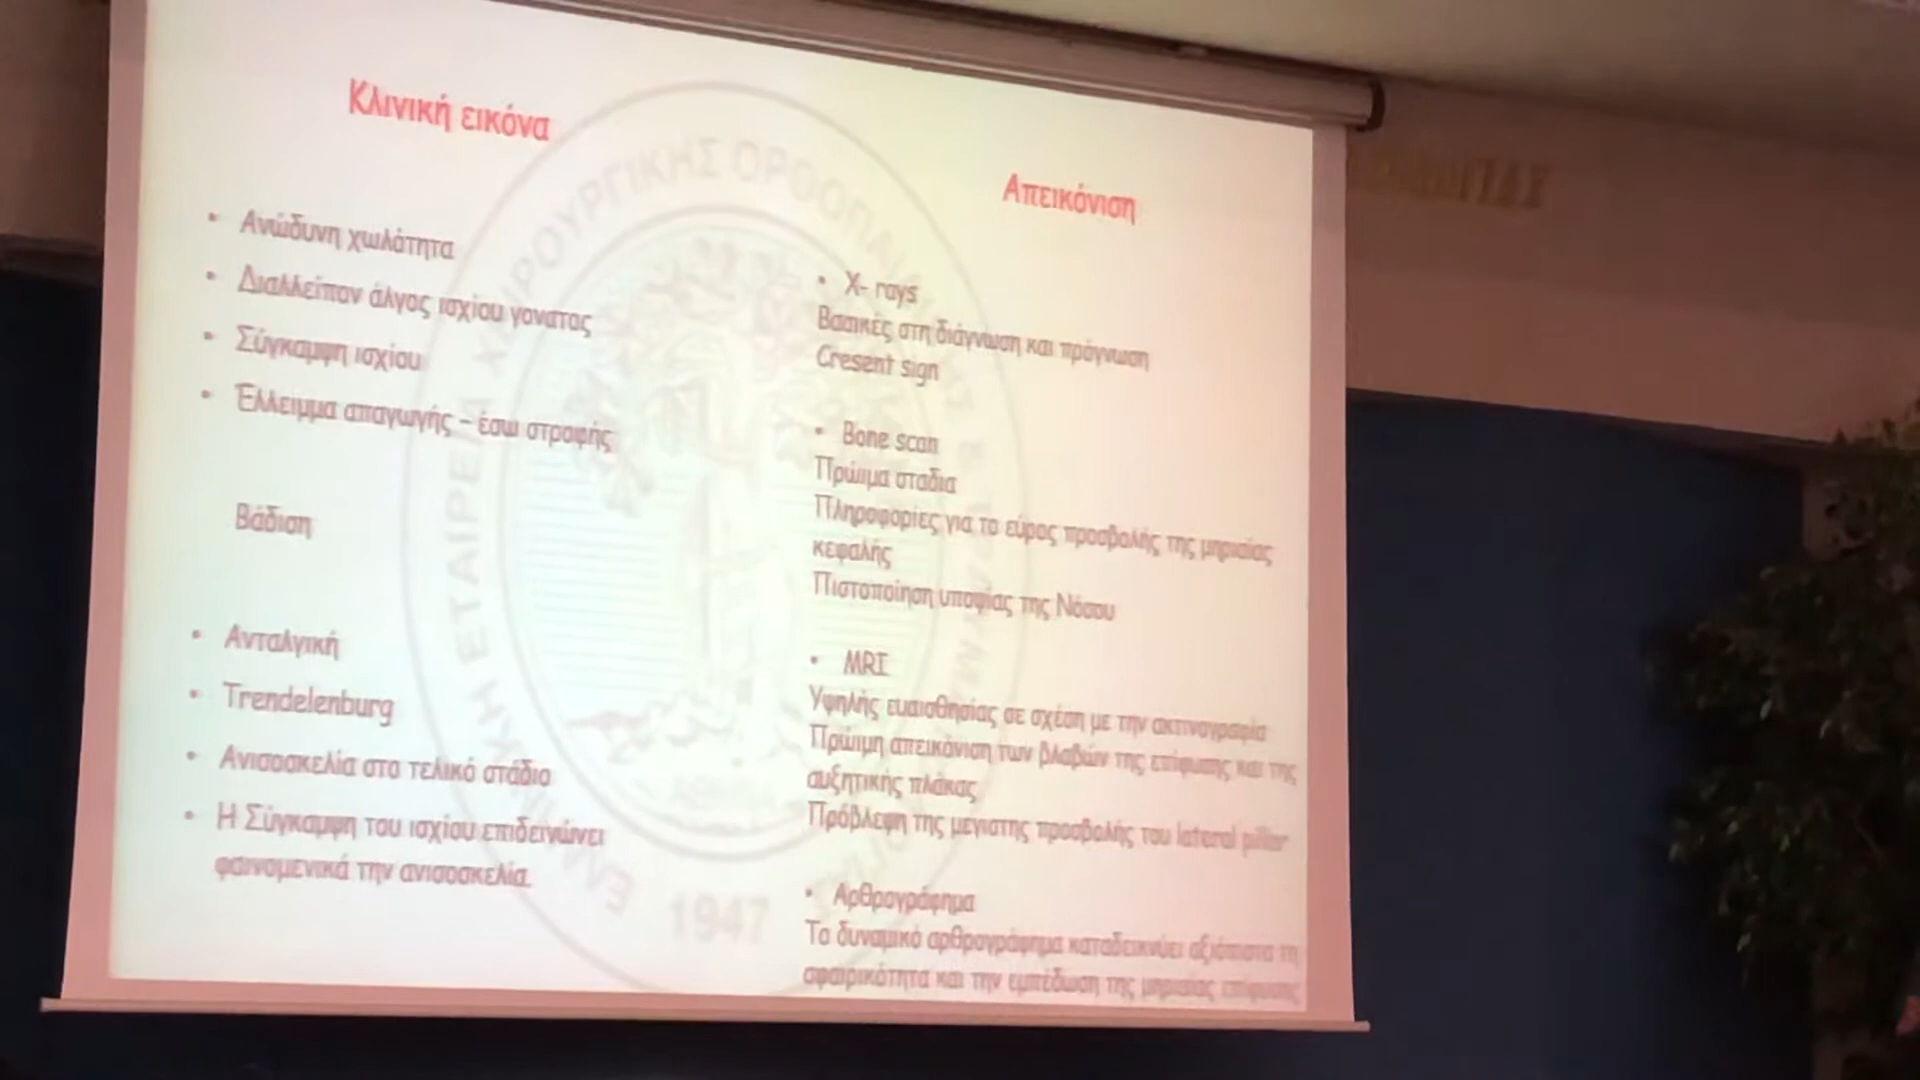 Κλινική εικόνα
• Ανώδυνη χωλότητα
• Διαλλείπον άλγος ισχίου γονατος
• Σύγκαμψη ισχίου
• Έλλειμμα απαγωγής – έσω στροφής
Βάδιση
• Ανταλγική
• Trendelenburg
• Ανισοσκελία στο τελικό στάδιο
• Η Σύγκαμψη του ισχίου επιδεινώνει
φαινομενικά την ανισοσκελία.
Απεικόνιση
• X- rays
Βασικές στη διάγνωση και πρόγνωση
Cresent sign
• Bone scan
Πρώιμα σταδια
Πληροφορίες για το εύρος προσβολής της μηριαίας
κεφαλής
Πιστοποίηση υποψίας της Νόσου
• MRI
Υψηλής ευαισθησίας σε σχέση με την ακτινογραφία
Πρώιμη απεικόνιση των βλαβών της επίφυσης και της
αυξητικής πλάκας
Πρόβλεψη της μεγιστης προσβολής του lateral pillar
• Αρθρογράφημα
Το δυναμικό αρθρογράφημα καταδεικνύει αξιόπιστα τη
σφαιρικότητα και την εμπέδωση της μηριαίας επίφυσης
ΕΛΛΗΝΙΚΗ ΕΤΑΙΡΕΙΑ ΧΕΙΡΟΥΡΓΙΚΗΣ ΟΡΘΟΠΑΙΔΙΚΗΣ
ΑΘΗΝΑΙ
1947